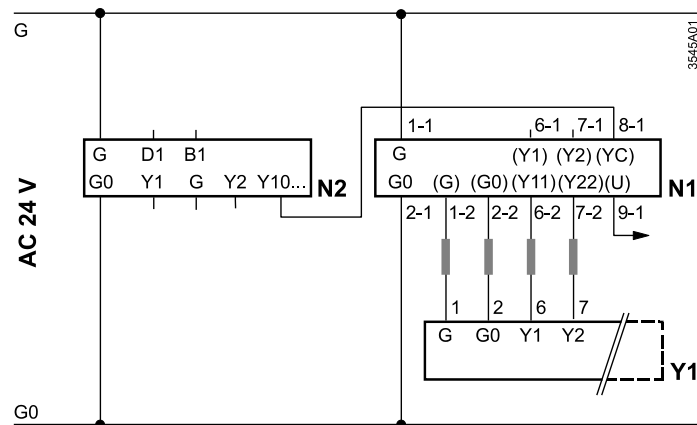 G
3545A01
1-1 6-1 7-1 8-1
G D1 B1
G (Y1) (Y2) (YC)
G0 Y1 G Y2 Y10... N2
G0 (G) (G0) (Y11) (Y22) (U) N1
2-1 1-2 2-2 6-2 7-2 9-1
AC 24 V
1 2 6 7
G G0 Y1 Y2
Y1
G0